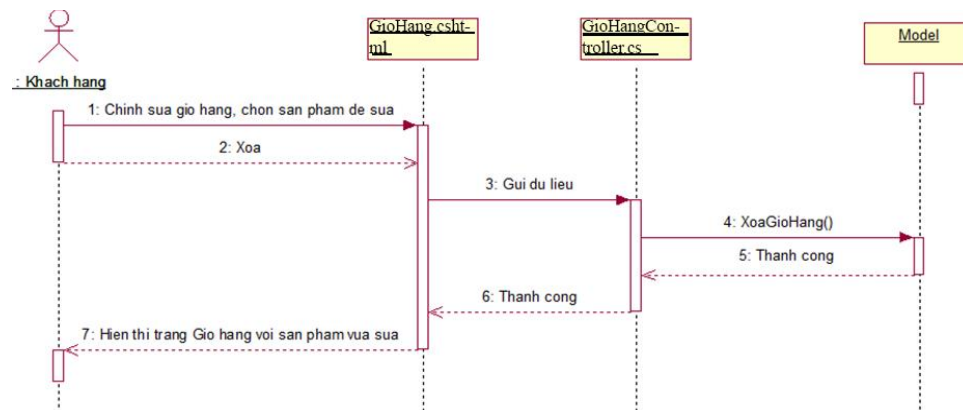 GioHang.csht-
ml
GioHangCon-
troller.cs
Model
: Khach hang
1: Chinh sua gio hang, chon san pham de sua
2: Xoa
3: Gui du lieu
4: XoaGioHang()
5: Thanh cong
6: Thanh cong
7: Hien thi trang Gio hang voi san pham vua sua